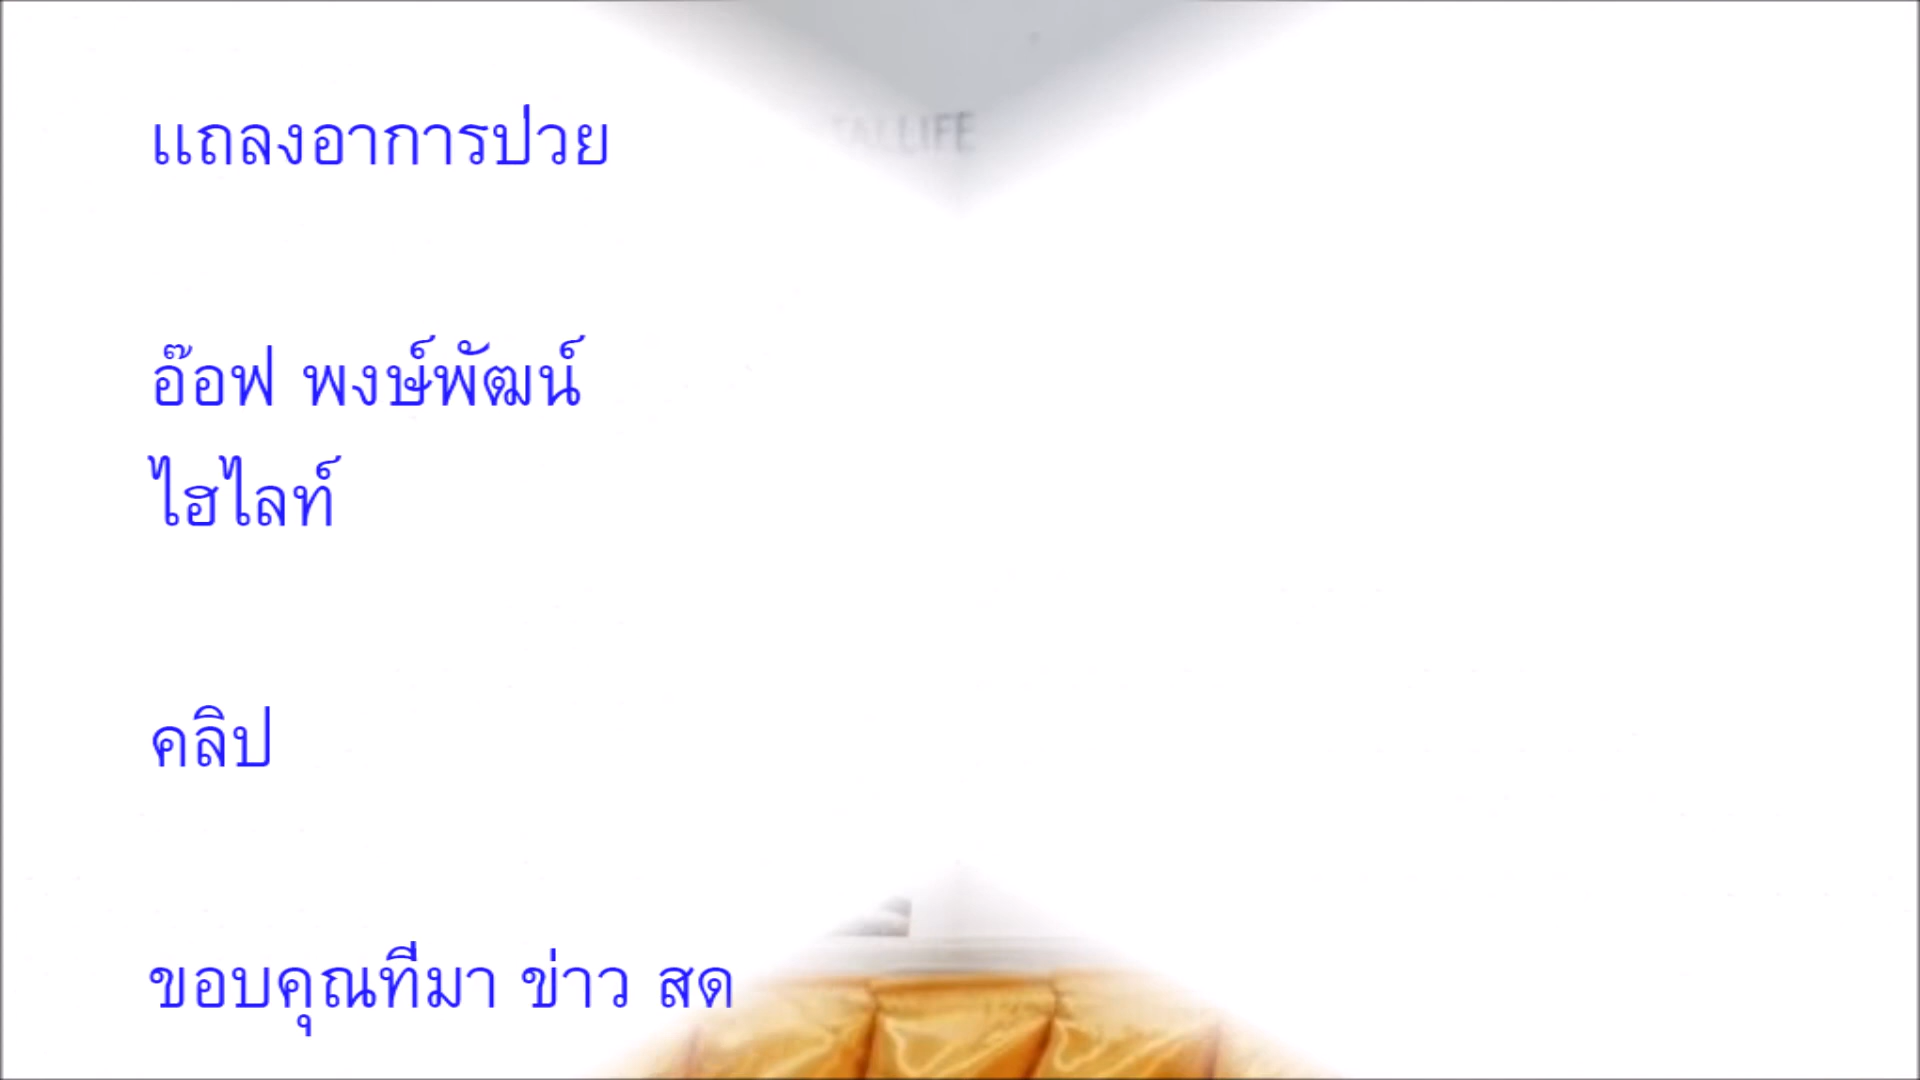 แถลงอาการป่วย
TAL LIFE
อ๊อฟ พงษ์พัฒน์
ไฮไลท์
คลิป
ขอบคุณที่มา ข่าว สด